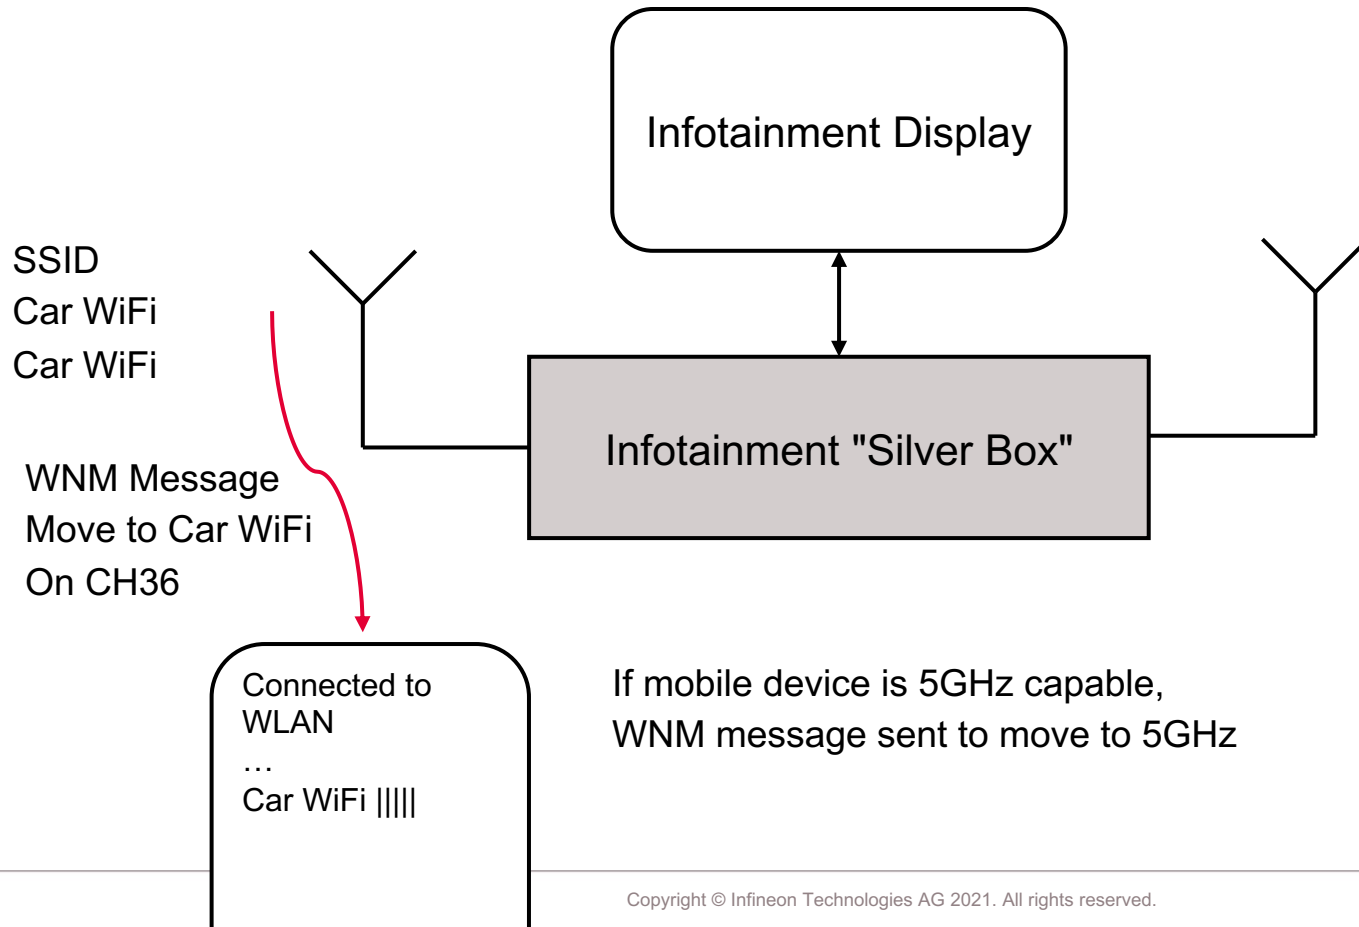 Infotainment Display
SSID
Car WiFi
Car WiFi
Infotainment "Silver Box"
WNM Message
Move to Car WiFi
On CH36
Connected to
WLAN
…
Car WiFi |||||
If mobile device is 5GHz capable,
WNM message sent to move to 5GHz
Copyright © Infineon Technologies AG 2021. All rights reserved.